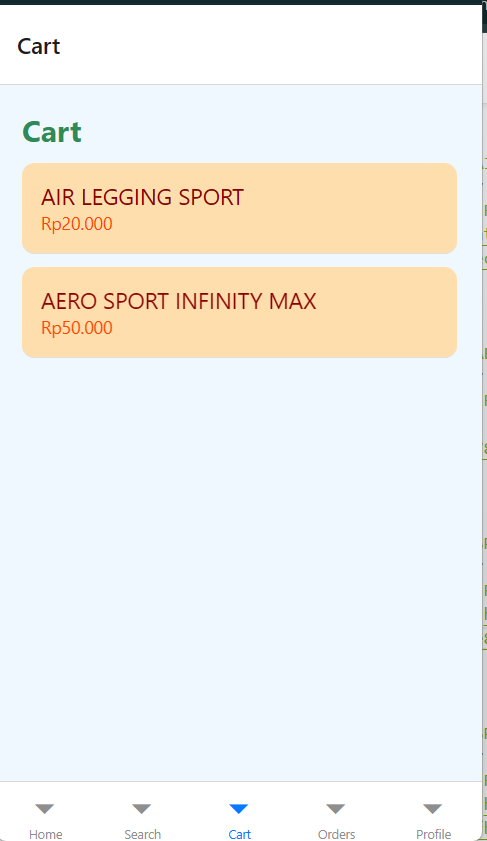 Cart
Cart
AIR LEGGING SPORT
Rp20.000
AERO SPORT INFINITY MAX
Rp50.000
Home
Search
Cart
Orders
Profile